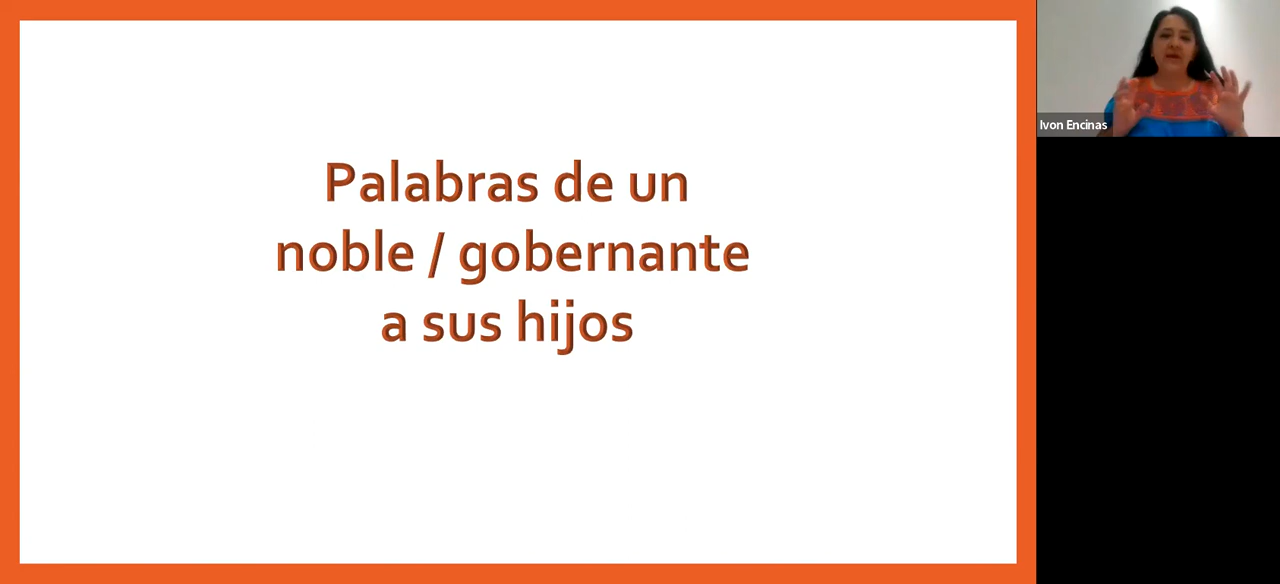 Palabras de un
noble / gobernante
a sus hijos
Ivon Encinas